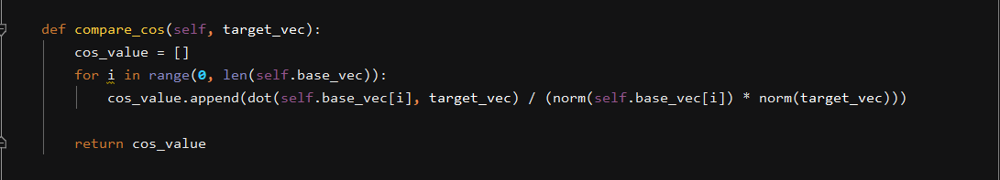 def compare_cos(self, target_vec):
    cos_value = []
    for i in range(0, len(self.base_vec)):
        cos_value.append(dot(self.base_vec[i], target_vec) / (norm(self.base_vec[i]) * norm(target_vec)))
    return cos_value